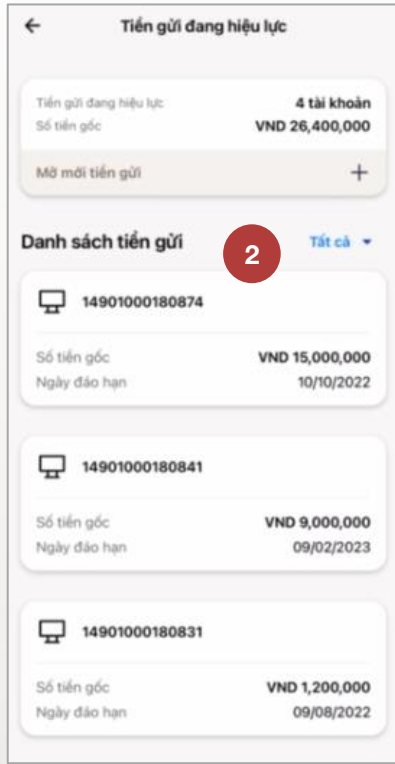 Tiền gửi đang hiệu lực
Tiền gửi đang hiệu lực 4 tài khoản
Số tiền gốc VND 26,400,000
Mở mới tiền gửi +
Danh sách tiền gửi 2 Tất cả
14901000180874
Số tiền gốc VND 15,000,000
Ngày đáo hạn 10/10/2022
14901000180841
Số tiền gốc VND 9,000,000
Ngày đáo hạn 09/02/2023
14901000180831
Số tiền gốc VND 1,200,000
Ngày đáo hạn 09/08/2022